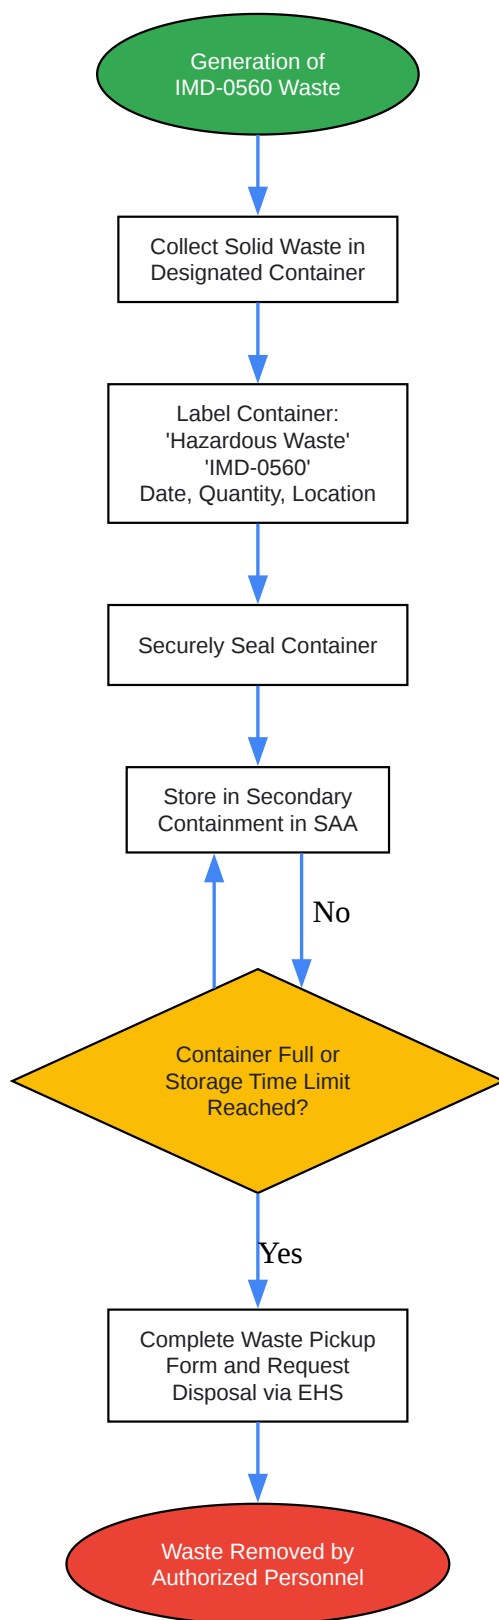 Generation of
IMD-0560 Waste
Collect Solid Waste in
Designated Container
Label Container:
'Hazardous Waste'
'IMD-0560'
Date, Quantity, Location
Securely Seal Container
Store in Secondary
Containment in SAA
No
Container Full or
Storage Time Limit
Reached?
Yes
Complete Waste Pickup
Form and Request
Disposal via EHS
Waste Removed by
Authorized Personnel